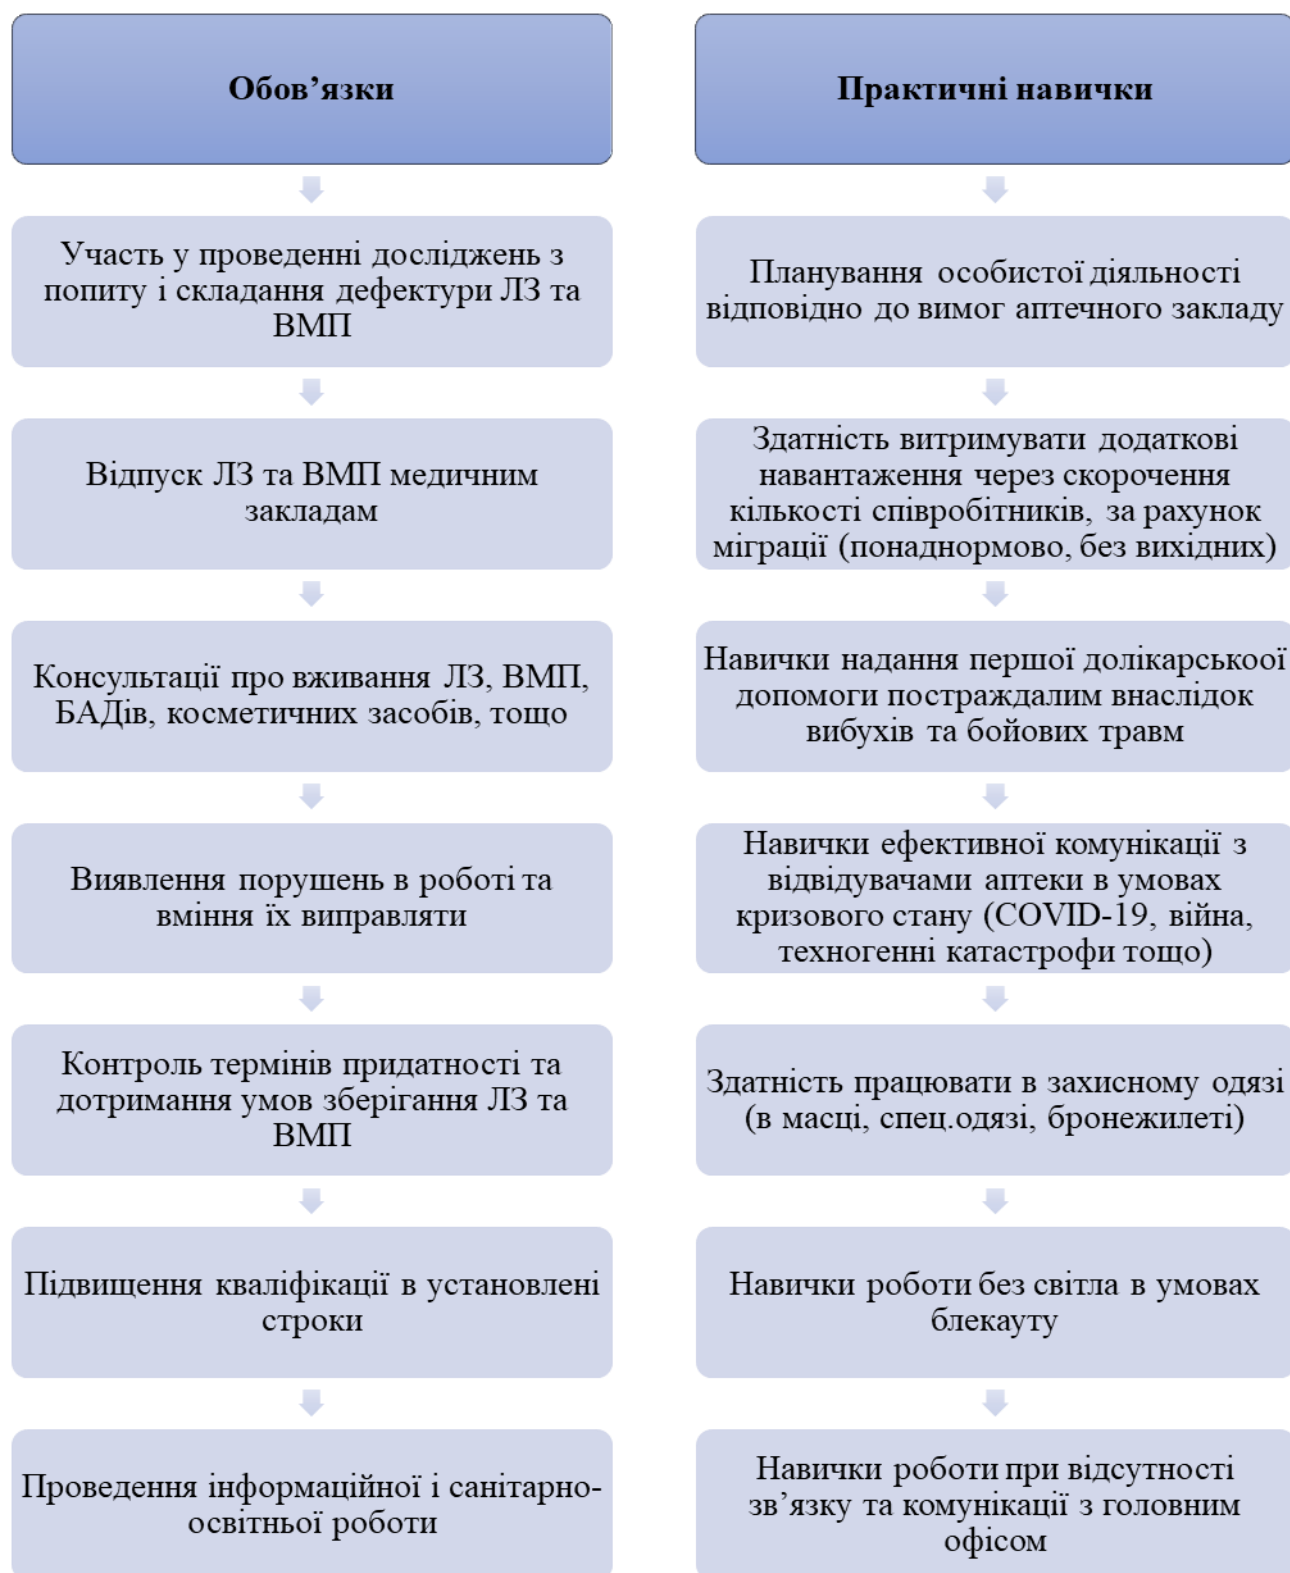 Обов’язки
Участь у проведенні досліджень з
попиту і складання дефектури ЛЗ та
ВМП
Відпуск ЛЗ та ВМП медичним
закладам
Консультації про вживання ЛЗ, ВМП,
БАДів, косметичних засобів, тощо
Виявлення порушень в роботі та
вміння їх виправляти
Контроль термінів придатності та
дотримання умов зберігання ЛЗ та
ВМП
Підвищення кваліфікації в установлені
строки
Проведення інформаційної і санітарно-
освітньої роботи
Практичні навички
Планування особистої діяльності
відповідно до вимог аптечного закладу
Здатність витримувати додаткові
навантаження через скорочення
кількості співробітників, за рахунок
міграції (понаднормово, без вихідних)
Навички надання першої долікарськоої
допомоги постраждалим внаслідок
вибухів та бойових травм
Навички ефективної комунікації з
відвідувачами аптеки в умовах
кризового стану (COVID-19, війна,
техногенні катастрофи тощо)
Здатність працювати в захисному одязі
(в масці, спец.одязі, бронежилеті)
Навички роботи без світла в умовах
блекауту
Навички роботи при відсутності
зв’язку та комунікації з головним
офісом